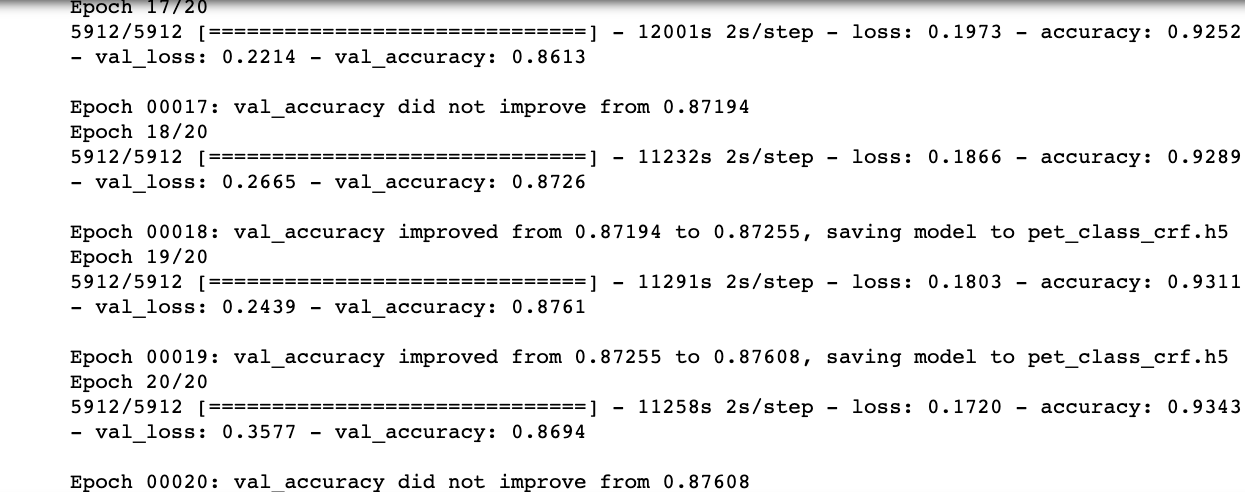 Epoch 17/20
5912/5912 [==============================] - 12001s 2s/step - loss: 0.1973 - accuracy: 0.9252
- val_loss: 0.2214 - val_accuracy: 0.8613
Epoch 00017: val_accuracy did not improve from 0.87194
Epoch 18/20
5912/5912 [==============================] - 11232s 2s/step - loss: 0.1866 - accuracy: 0.9289
- val_loss: 0.2665 - val_accuracy: 0.8726
Epoch 00018: val_accuracy improved from 0.87194 to 0.87255, saving model to pet_class_crf.h5
Epoch 19/20
5912/5912 [==============================] - 11291s 2s/step - loss: 0.1803 - accuracy: 0.9311
- val_loss: 0.2439 - val_accuracy: 0.8761
Epoch 00019: val_accuracy improved from 0.87255 to 0.87608, saving model to pet_class_crf.h5
Epoch 20/20
5912/5912 [==============================] - 11258s 2s/step - loss: 0.1720 - accuracy: 0.9343
- val_loss: 0.3577 - val_accuracy: 0.8694
Epoch 00020: val_accuracy did not improve from 0.87608